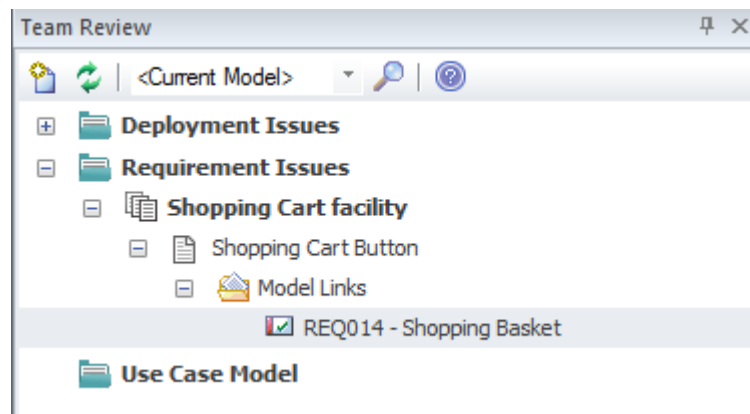 Team Review
<Current Model>
Deployment Issues
Requirement Issues
Shopping Cart facility
Shopping Cart Button
Model Links
REQ014 - Shopping Basket
Use Case Model